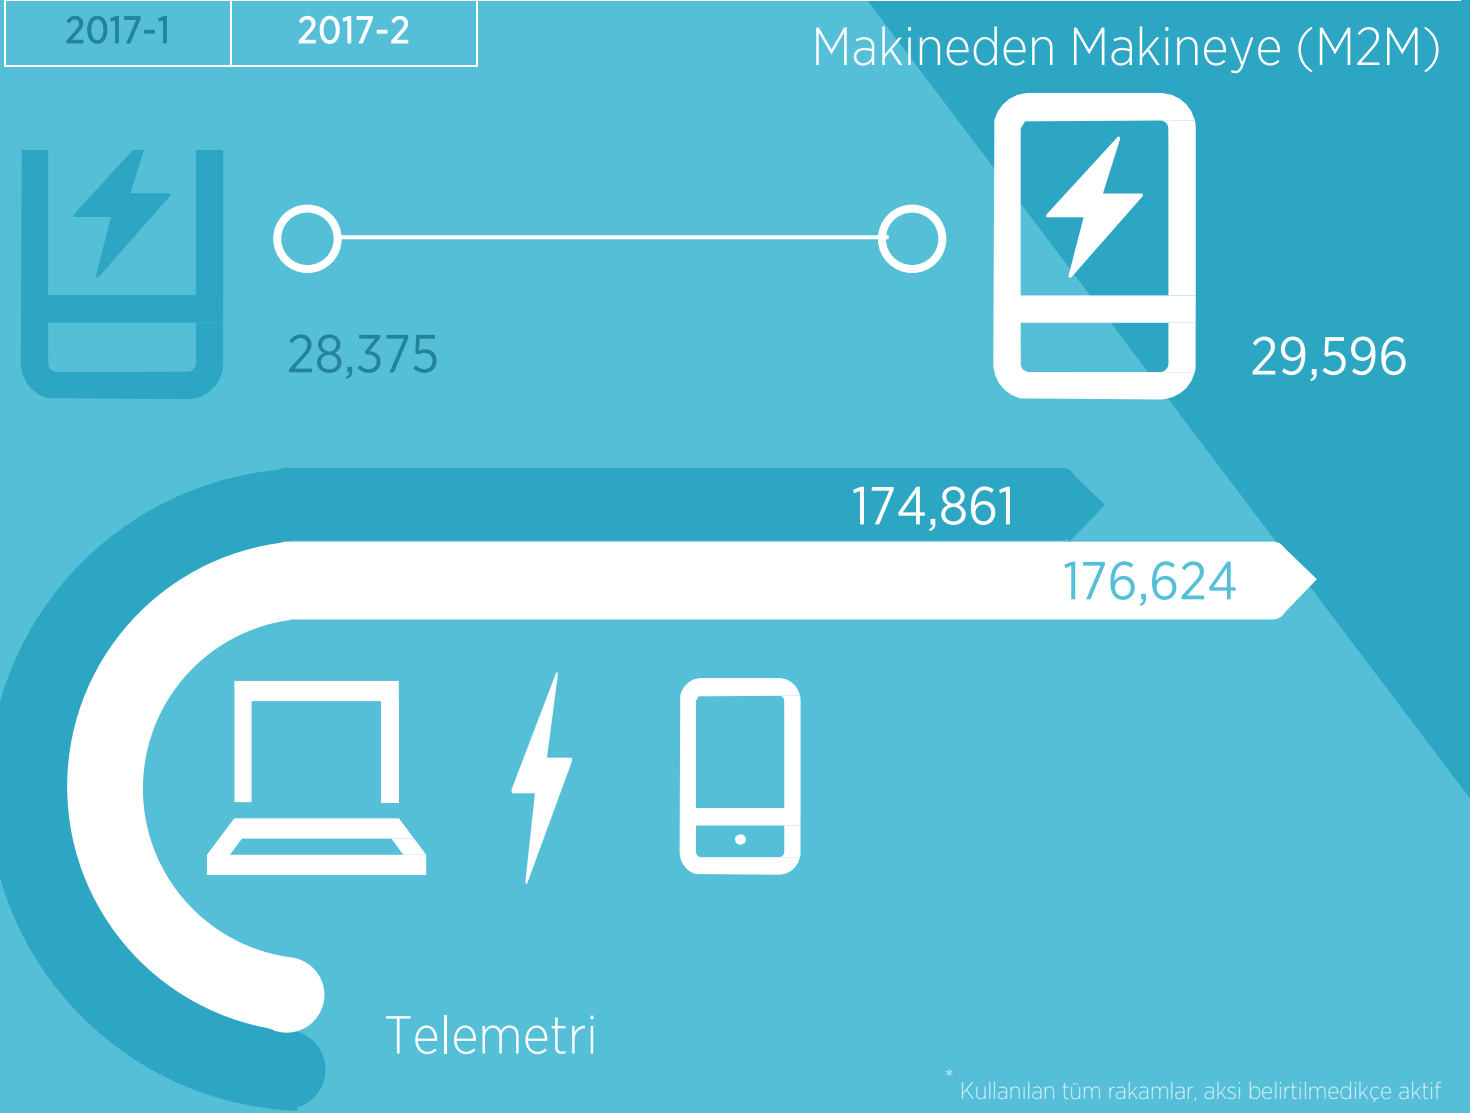 2017-1 2017-2
Makineden Makineye (M2M)
28,375
29,596
174,861
176,624
Telemetri
* Kullanılan tüm rakamlar, aksi belirtilmedikçe aktif